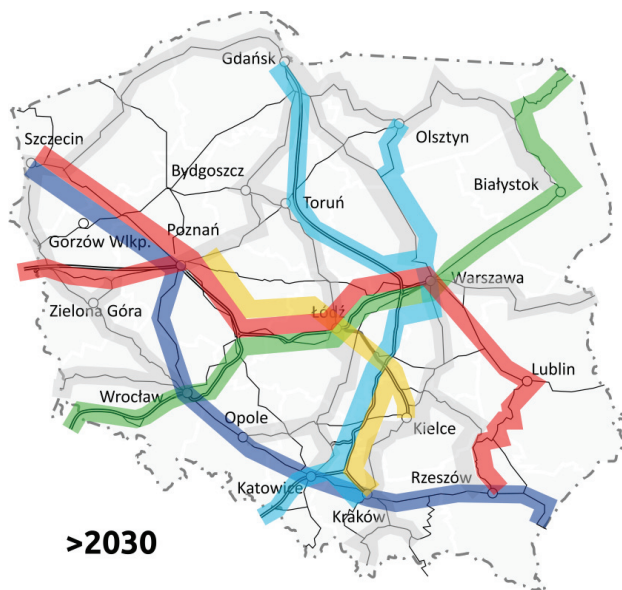 Gdańsk
Olsztyn
Szczecin
Bydgoszcz
Białystok
Toruń
Poznań
Gorzów Wlkp.
Warszawa
Zielona Góra
Łódź
Lublin
Wrocław
Opole
Kielce
Rzeszów
Katowice
Kraków
>2030